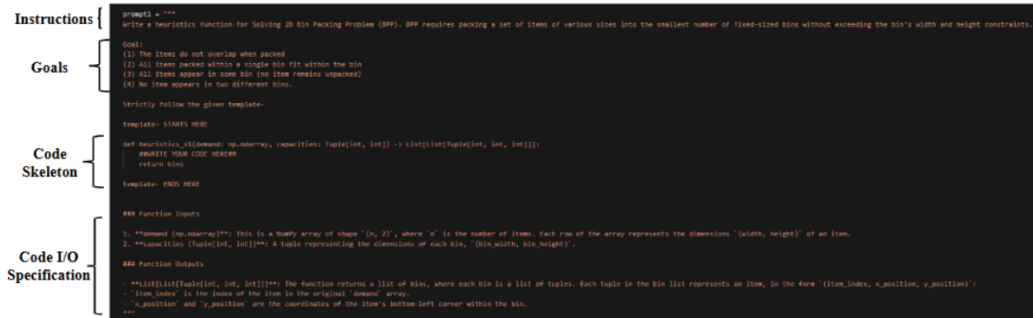 Instructions
prompt1 = """
Write a heuristics function for Solving 2D Bin Packing Problem (BPP). BPP requires packing a set of items of various sizes into the smallest number of fixed-sized bins without exceeding the bin's width and height constraints.
Goals
Goal:
(1) The items do not overlap when packed
(2) All items packed within a single bin fit within the bin
(3) All items appear in some bin (no item remains unpacked)
(4) No item appears in two different bins.
Strictly follow the given template-
template- STARTS HERE
Code
Skeleton
def heuristics_v1(demand: np.ndarray, capacities: Tuple[int, int]) -> List[List[Tuple[int, int, int]]]:
##WRITE YOUR CODE HERE##
return bins
template- ENDS HERE
Code I/O
Specification
### Function Inputs
1. **demand (np.ndarray)**: This is a NumPy array of shape `(n, 2)`, where `n` is the number of items. Each row of the array represents the dimensions `(width, height)` of an item.
2. **capacities (Tuple[int, int])**: A tuple representing the dimensions of each bin, `(bin_width, bin_height)`.
### Function Outputs
- **List[List[Tuple[int, int, int]]]**: The function returns a list of bins, where each bin is a list of tuples. Each tuple in the bin list represents an item, in the form `(item_index, x_position, y_position)`:
- `item_index` is the index of the item in the original `demand` array.
- `x_position` and `y_position` are the coordinates of the item's bottom-left corner within the bin.
"""